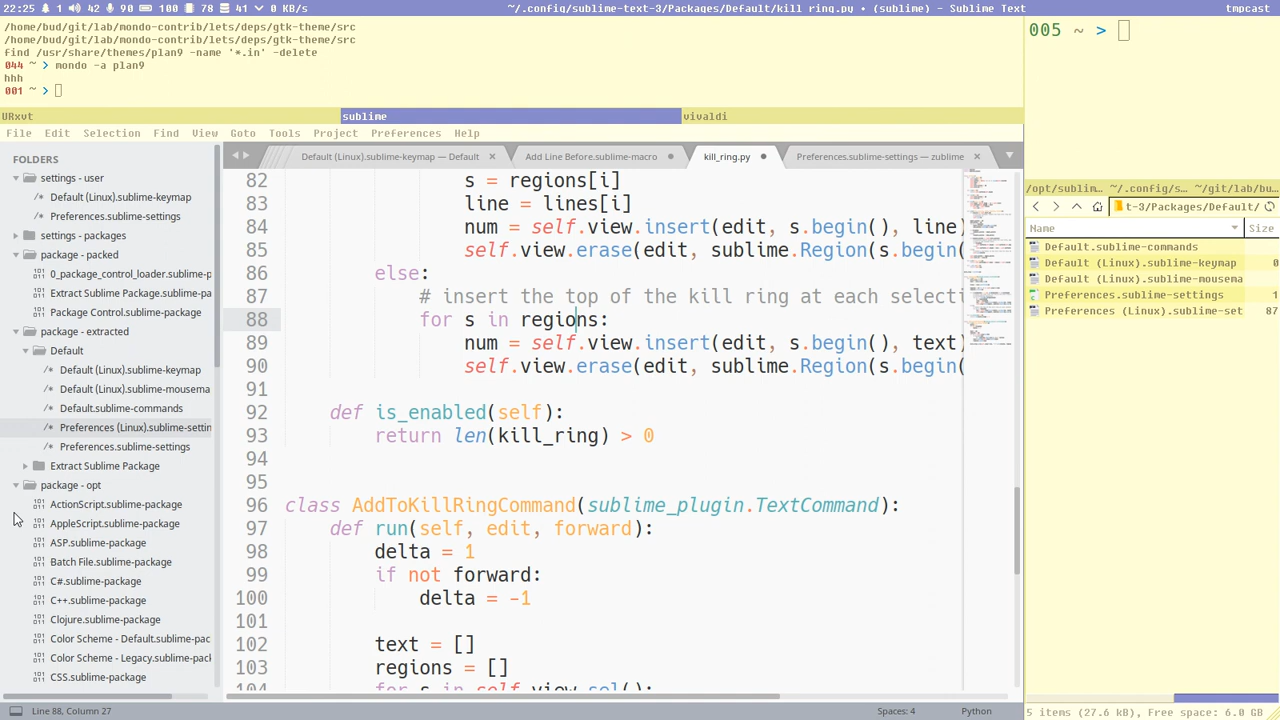 22:25 1 42 90 100 78 41 0 KB/s ~/.config/sublime-text-3/Packages/Default/kill ring.py • (sublime) - Sublime Text tmpcast
/home/bud/git/lab/mondo-contrib/lets/deps/gtk-theme/src
/home/bud/git/lab/mondo-contrib/lets/deps/gtk-theme/src
find /usr/share/themes/plan9 -name '*.in' -delete
044 ~ > mondo -a plan9
hhh
001 ~ >
005 ~ >
URxvt sublime vivaldi
File Edit Selection Find View Goto Tools Project Preferences Help
FOLDERS
settings - user
Default (Linux).sublime-keymap
Preferences.sublime-settings
settings - packages
package - packed
0_package_control_loader.sublime-p
Extract Sublime Package.sublime-pa
Package Control.sublime-package
package - extracted
Default
Default (Linux).sublime-keymap
Default (Linux).sublime-mousema
Default.sublime-commands
Preferences (Linux).sublime-settin
Preferences.sublime-settings
Extract Sublime Package
package - opt
ActionScript.sublime-package
AppleScript.sublime-package
ASP.sublime-package
Batch File.sublime-package
C#.sublime-package
C++.sublime-package
Clojure.sublime-package
Color Scheme - Default.sublime-pac
Color Scheme - Legacy.sublime-pack
CSS.sublime-package
Default (Linux).sublime-keymap — Default Add Line Before.sublime-macro kill_ring.py Preferences.sublime-settings — zublime
82 s = regions[i]
83 line = lines[i]
84 num = self.view.insert(edit, s.begin(), line)
85 self.view.erase(edit, sublime.Region(s.begin(
86 else:
87 # insert the top of the kill ring at each selecti
88 for s in regions:
89 num = self.view.insert(edit, s.begin(), text)
90 self.view.erase(edit, sublime.Region(s.begin(
91
92 def is_enabled(self):
93 return len(kill_ring) > 0
94
95
96 class AddToKillRingCommand(sublime_plugin.TextCommand):
97 def run(self, edit, forward):
98 delta = 1
99 if not forward:
100 delta = -1
101
102 text = []
103 regions = []
104 for s in self.view.sel():
Line 88, Column 27 Spaces: 4 Python
/opt/sublim… ~/.config/s… ~/git/lab/bu…
t-3/Packages/Default/
Name Size
Default.sublime-commands
Default (Linux).sublime-keymap 0
Default (Linux).sublime-mousema
Preferences.sublime-settings 1
Preferences (Linux).sublime-set 87
5 items (27.6 kB), Free space: 6.0 GB